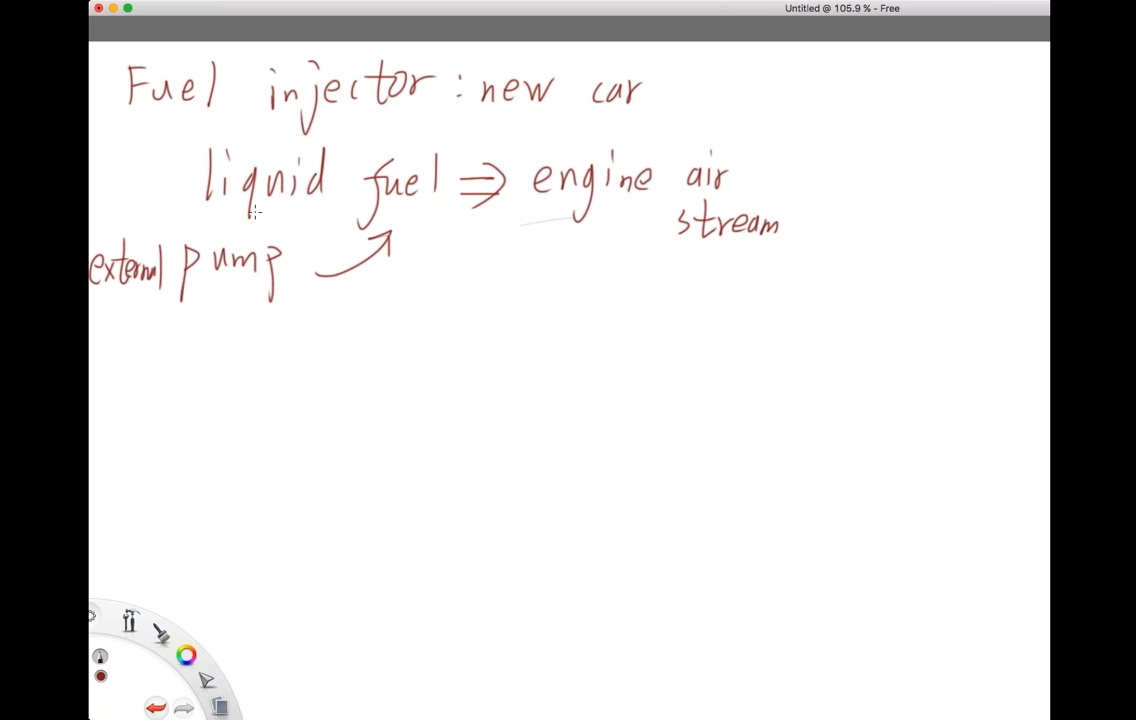 Untitled @ 105.9 % - Free
Fuel injector : new car
liquid fuel ⇒ engine air
stream
external pump